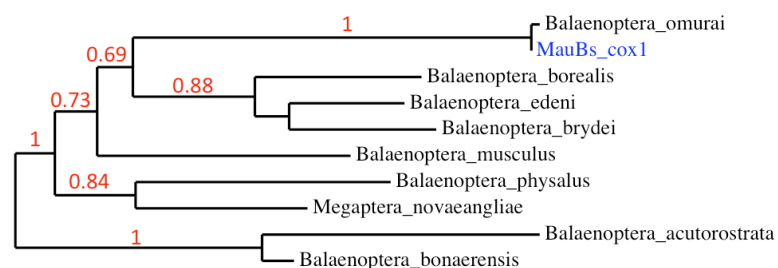 1
Balaenoptera_omurai
MauBs_cox1
0.69
Balaenoptera_borealis
0.88
Balaenoptera_edeni
0.73
Balaenoptera_brydei
1
Balaenoptera_musculus
0.84
Balaenoptera_physalus
Megaptera_novaeangliae
1
Balaenoptera_acutorostrata
Balaenoptera_bonaerensis